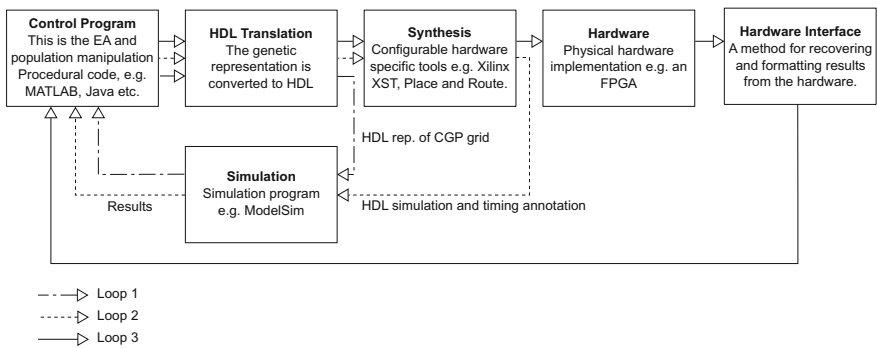 Control Program
This is the EA and
population manipulation
Procedural code, e.g.
MATLAB, Java etc.
HDL Translation
The genetic
representation is
converted to HDL
Synthesis
Configurable hardware
specific tools e.g. Xilinx
XST, Place and Route.
Hardware
Physical hardware
implementation e.g. an
FPGA
Hardware Interface
A method for recovering
and formatting results
from the hardware.
HDL rep. of CGP grid
Simulation
Simulation program
e.g. ModelSim
Results
HDL simulation and timing annotation
Loop 1
Loop 2
Loop 3